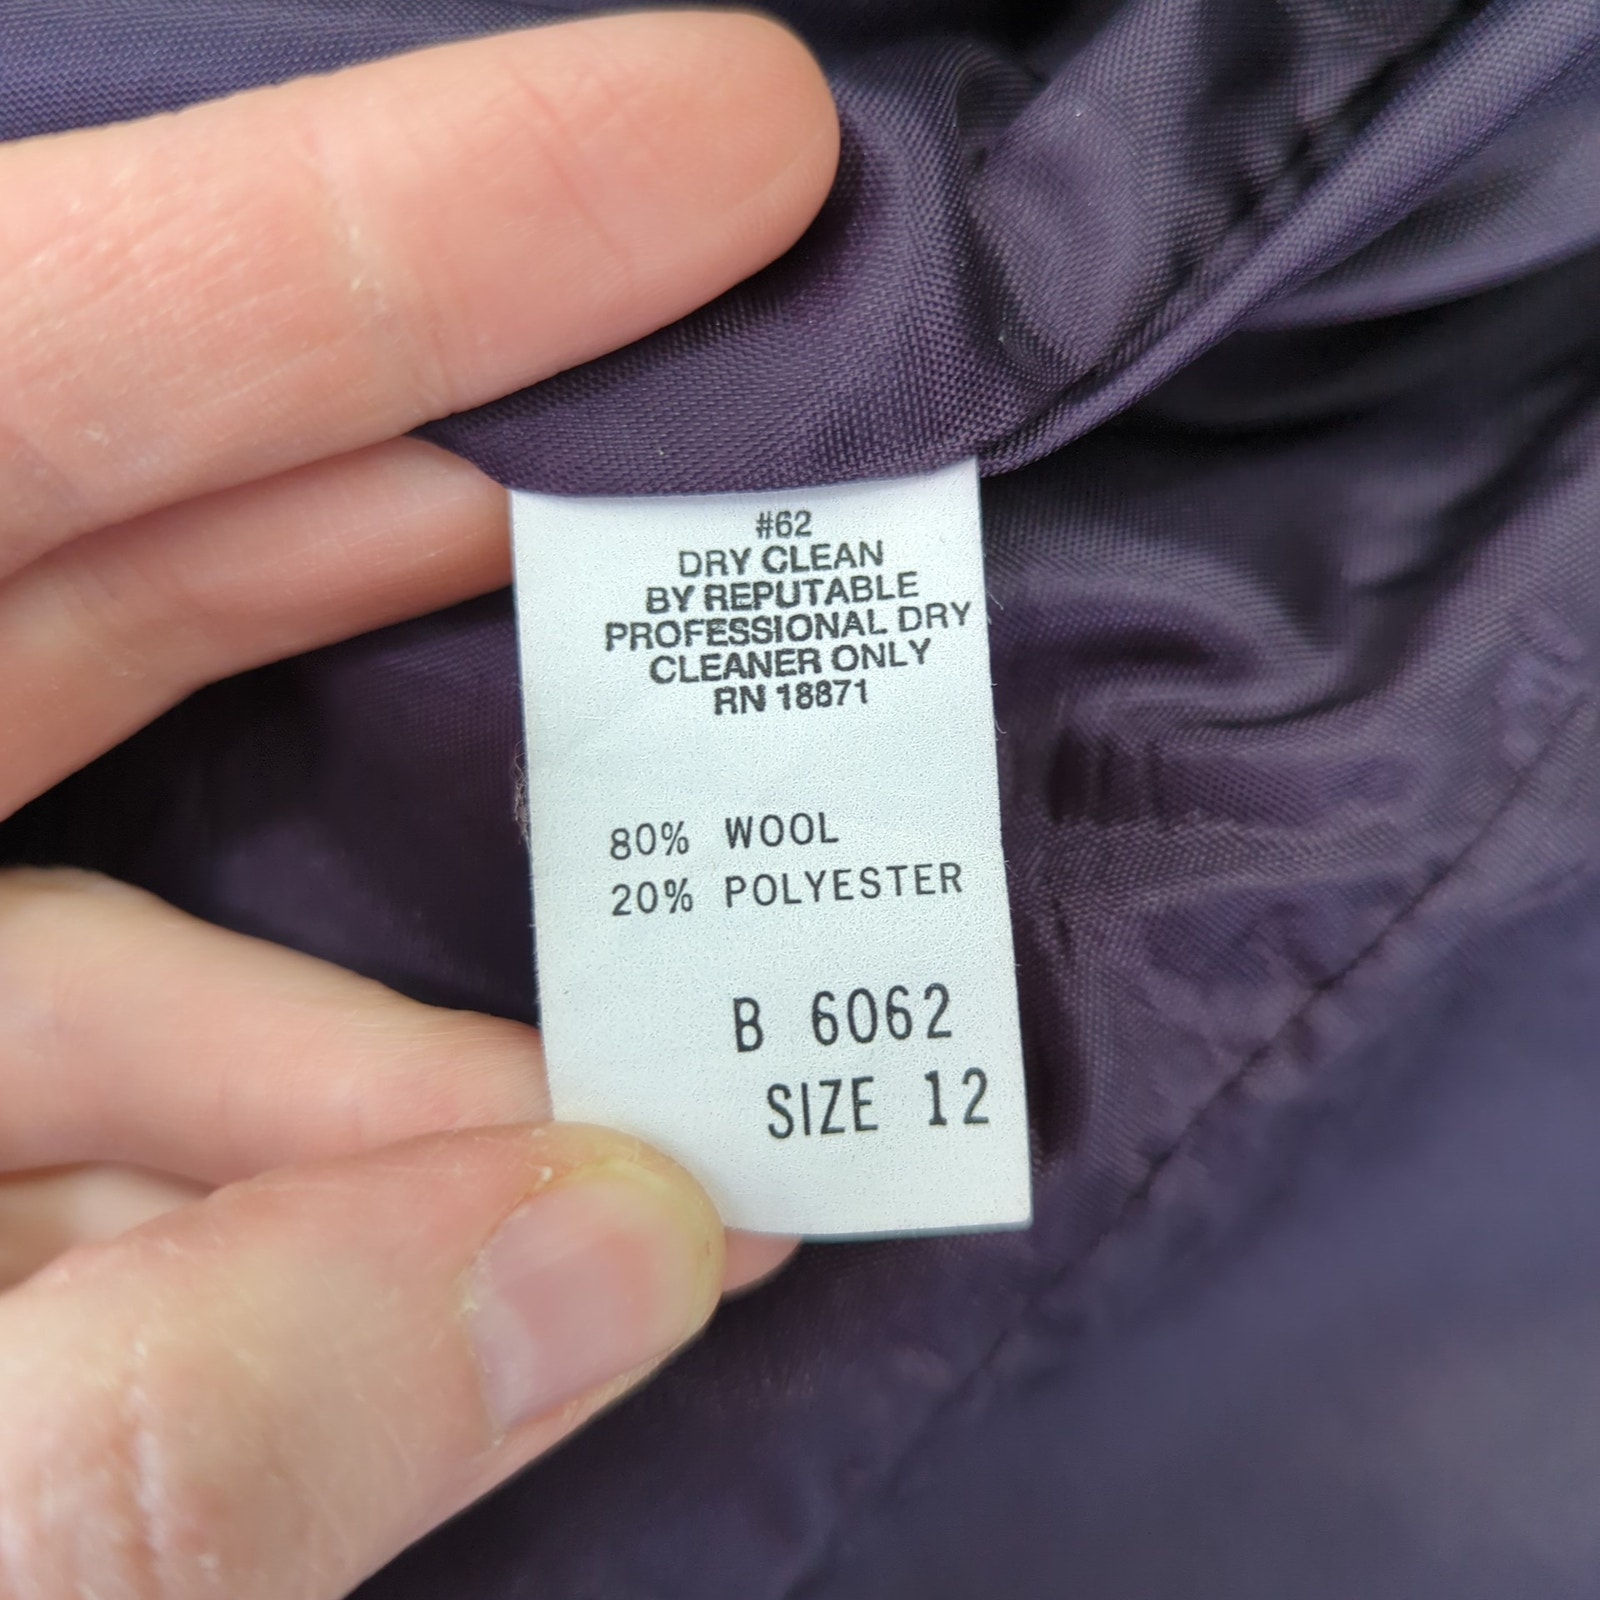 #62
DRY CLEAN
BY REPUTABLE
PROFESSIONAL DRY
CLEANER ONLY
RN 18871
80% WOOL
20% POLYESTER
B 6062
SIZE 12